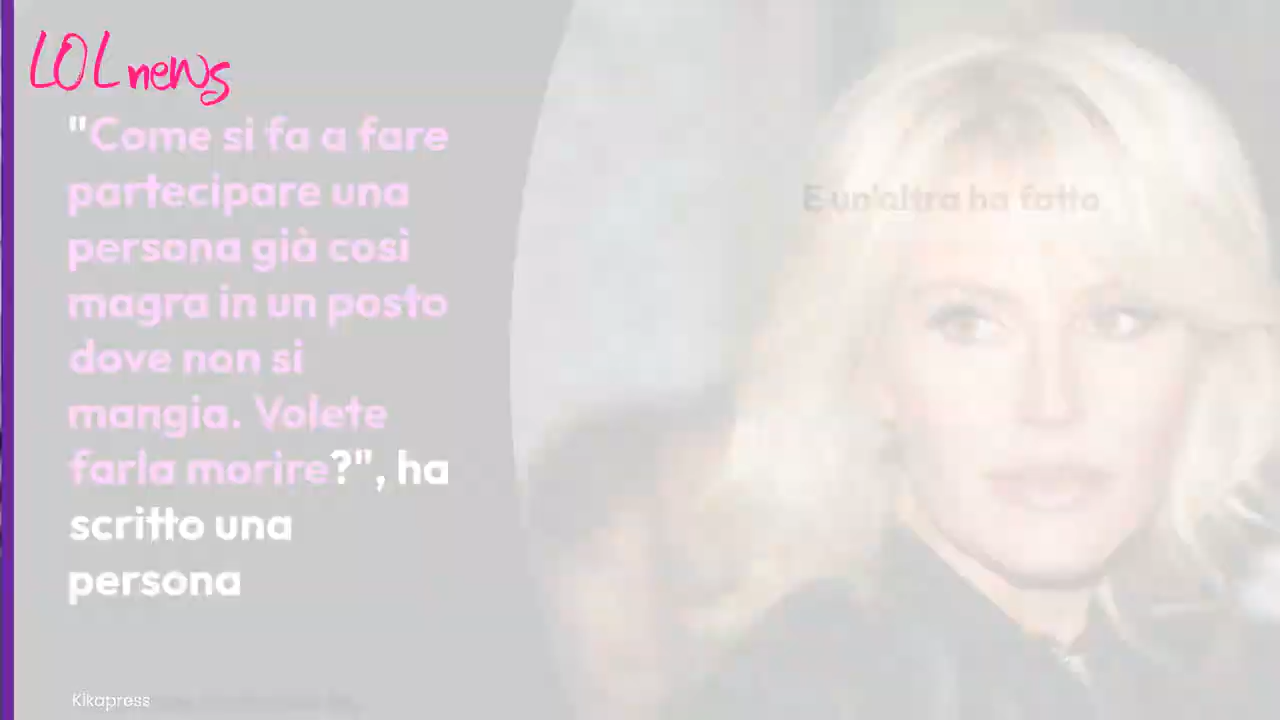 LOL news
"Come si fa a fare
partecipare una
persona già così
magra in un posto
dove non si
mangia. Volete
farla morire?", ha
scritto una
persona
E un'altra ha fatto
Kikapress